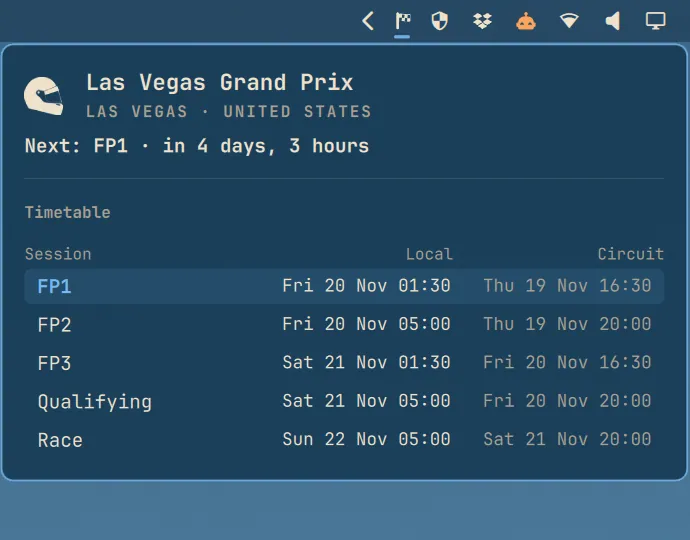 Las Vegas Grand Prix
LAS VEGAS · UNITED STATES
Next: FP1 · in 4 days, 3 hours
Timetable
Session Local Circuit
FP1 Fri 20 Nov 01:30 Thu 19 Nov 16:30
FP2 Fri 20 Nov 05:00 Thu 19 Nov 20:00
FP3 Sat 21 Nov 01:30 Fri 20 Nov 16:30
Qualifying Sat 21 Nov 05:00 Fri 20 Nov 20:00
Race Sun 22 Nov 05:00 Sat 21 Nov 20:00